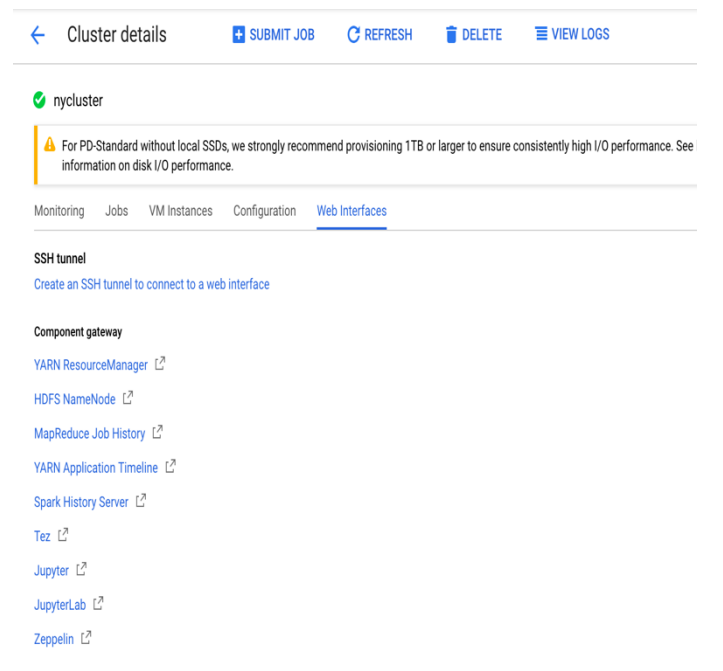 Cluster details
SUBMIT JOB
REFRESH
DELETE
VIEW LOGS
nycluster
For PD-Standard without local SSDs, we strongly recommend provisioning 1TB or larger to ensure consistently high I/O performance. See
information on disk I/O performance.
Monitoring
Jobs
VM Instances
Configuration
Web Interfaces
SSH tunnel
Create an SSH tunnel to connect to a web interface
Component gateway
YARN ResourceManager
HDFS NameNode
MapReduce Job History
YARN Application Timeline
Spark History Server
Tez
Jupyter
JupyterLab
Zeppelin